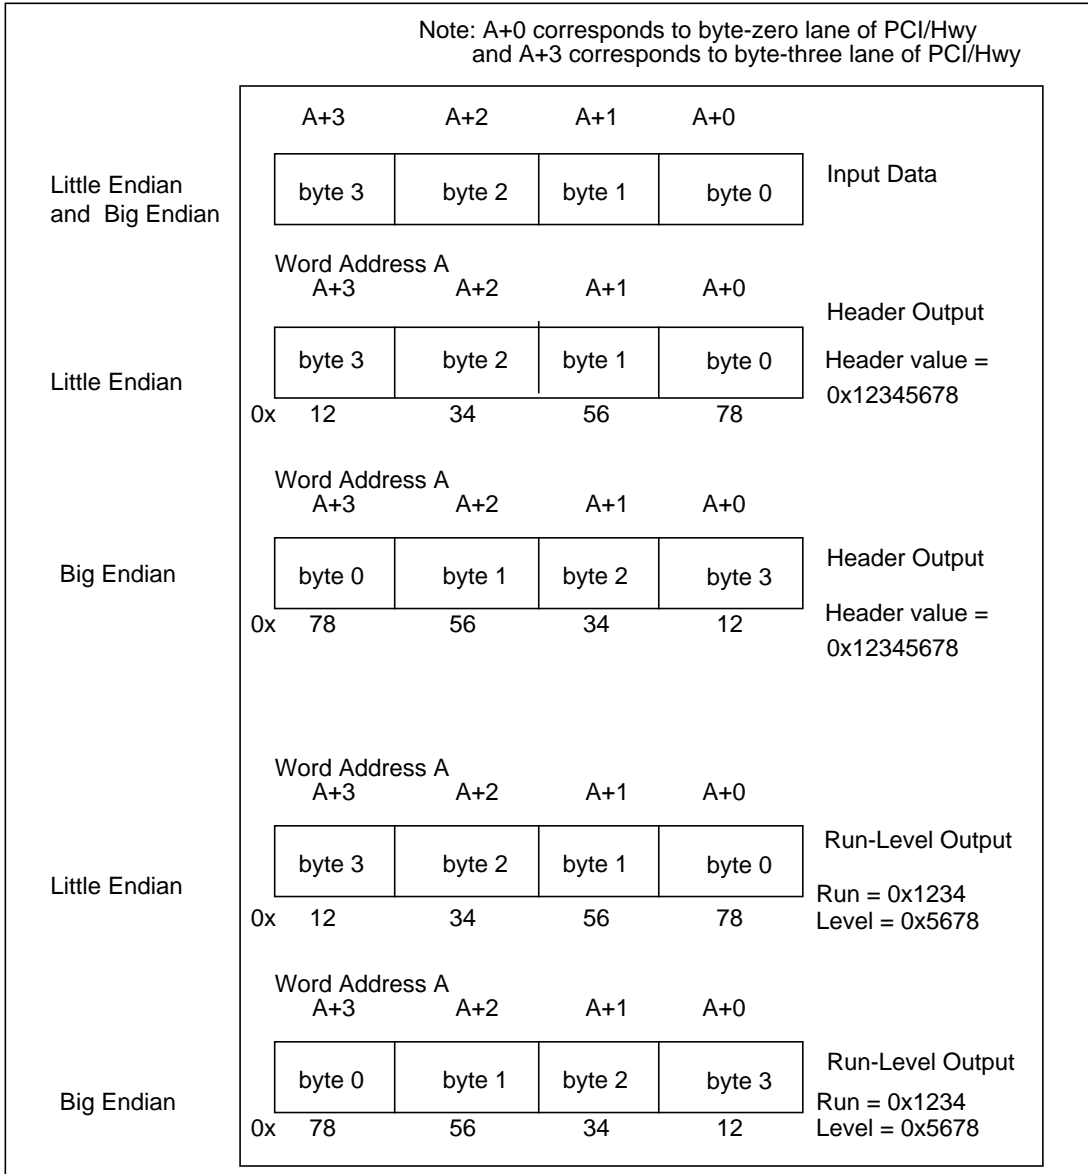 Note: A+0 corresponds to byte-zero lane of PCI/Hwy
and A+3 corresponds to byte-three lane of PCI/Hwy
A+3 A+2 A+1 A+0
Little Endian
and Big Endian
byte 3 byte 2 byte 1 byte 0
Input Data
Word Address A
A+3 A+2 A+1 A+0
Little Endian
byte 3 byte 2 byte 1 byte 0
0x 12 34 56 78
Header Output
Header value =
0x12345678
Word Address A
A+3 A+2 A+1 A+0
Big Endian
byte 0 byte 1 byte 2 byte 3
0x 78 56 34 12
Header Output
Header value =
0x12345678
Word Address A
A+3 A+2 A+1 A+0
Little Endian
byte 3 byte 2 byte 1 byte 0
0x 12 34 56 78
Run-Level Output
Run = 0x1234
Level = 0x5678
Word Address A
A+3 A+2 A+1 A+0
Big Endian
byte 0 byte 1 byte 2 byte 3
0x 78 56 34 12
Run-Level Output
Run = 0x1234
Level = 0x5678